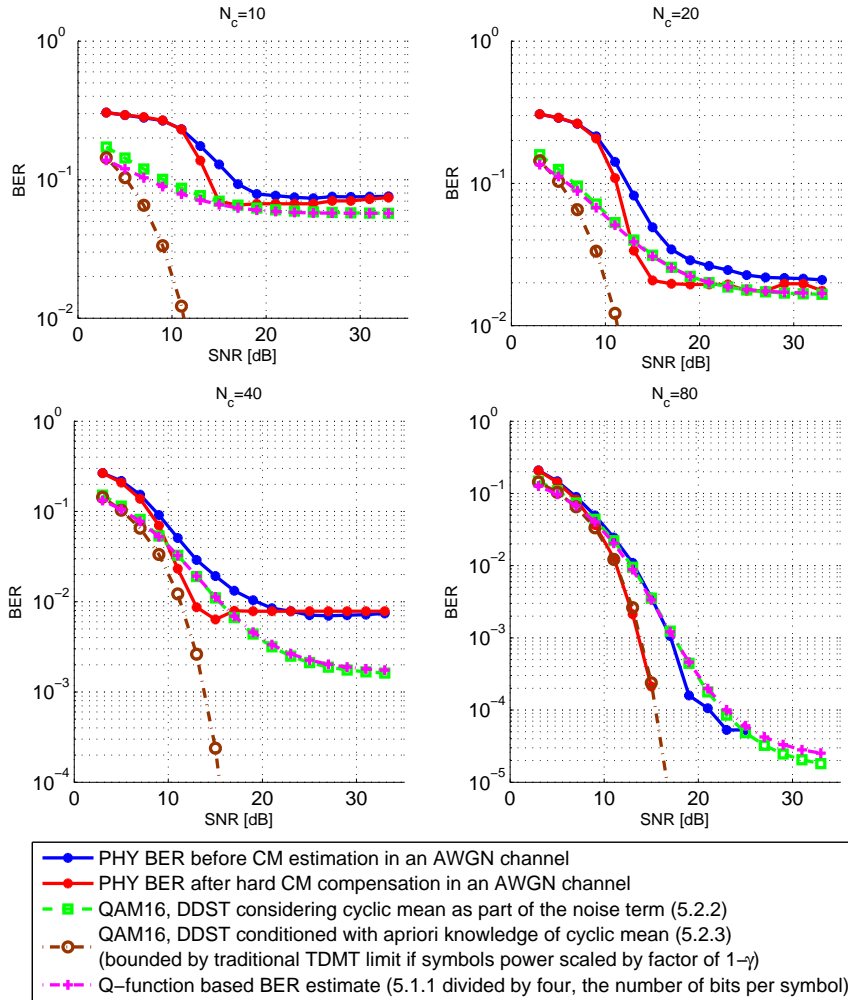 N_c=10
10^0
10^-1
10^-2
BER
0 10 20 30
SNR [dB]
N_c=20
10^0
10^-1
10^-2
BER
0 10 20 30
SNR [dB]
N_c=40
10^0
10^-1
10^-2
10^-3
10^-4
BER
0 10 20 30
SNR [dB]
N_c=80
10^0
10^-1
10^-2
10^-3
10^-4
10^-5
BER
0 10 20 30
SNR [dB]
PHY BER before CM estimation in an AWGN channel
PHY BER after hard CM compensation in an AWGN channel
QAM16, DDST considering cyclic mean as part of the noise term (5.2.2)
QAM16, DDST conditioned with apriori knowledge of cyclic mean (5.2.3)
(bounded by traditional TDMT limit if symbols power scaled by factor of 1−γ)
Q−function based BER estimate (5.1.1 divided by four, the number of bits per symbol)